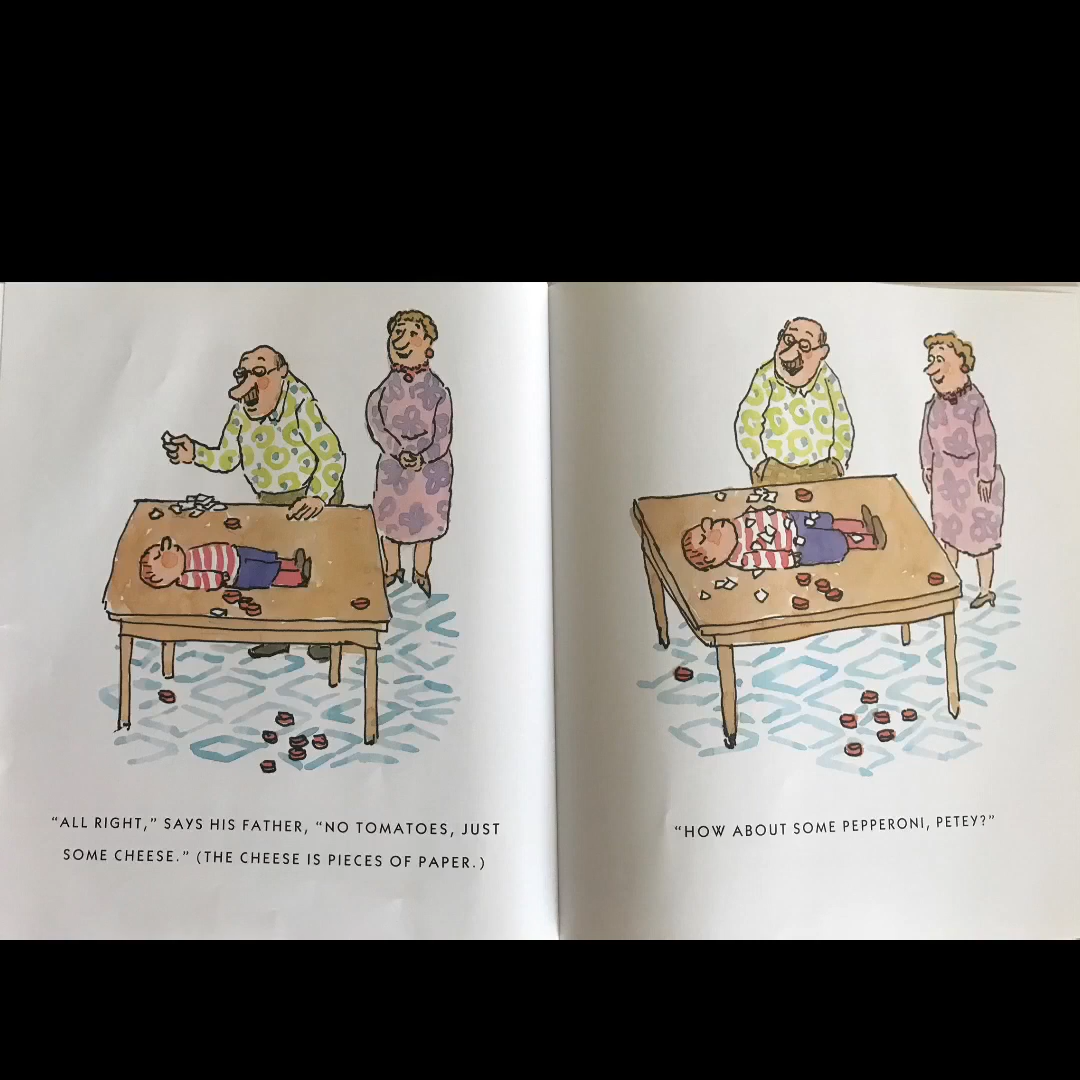 “ALL RIGHT,” SAYS HIS FATHER, “NO TOMATOES, JUST
SOME CHEESE.” (THE CHEESE IS PIECES OF PAPER.)
“HOW ABOUT SOME PEPPERONI, PETEY?”